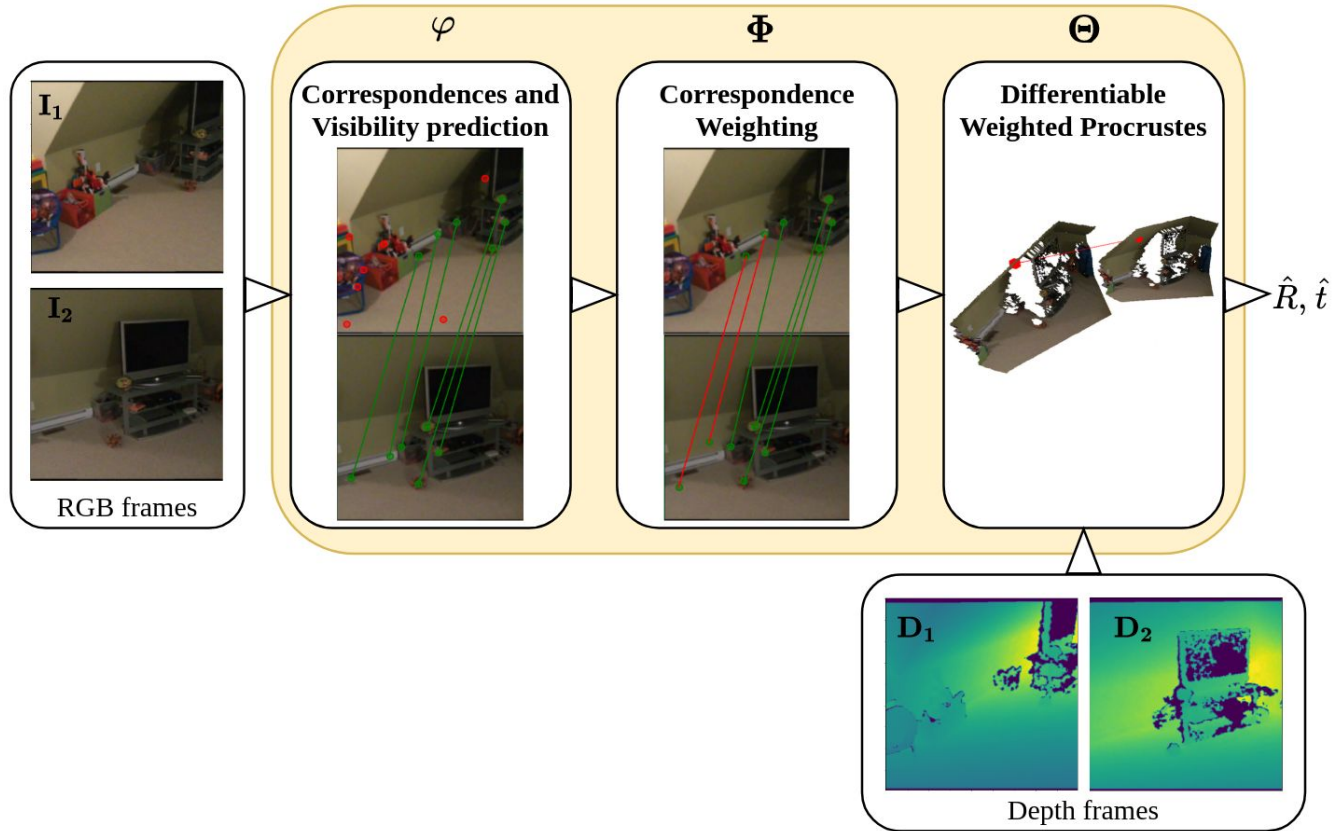 φ
Φ
Θ
I₁
I₂
RGB frames
Correspondences and
Visibility prediction
Correspondence
Weighting
Differentiable
Weighted Procrustes
R̂, t̂
D₁
D₂
Depth frames